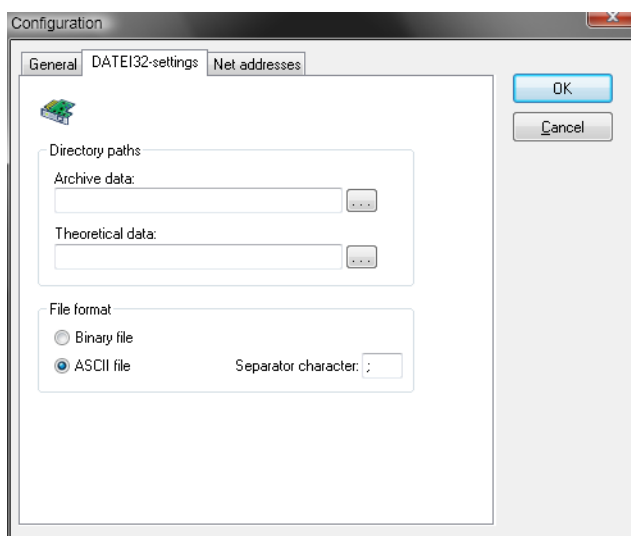 Configuration
General DATEI32-settings Net addresses
OK
Cancel
Directory paths
Archive data:
...
Theoretical data:
...
File format
Binary file
ASCII file Separator character: ;